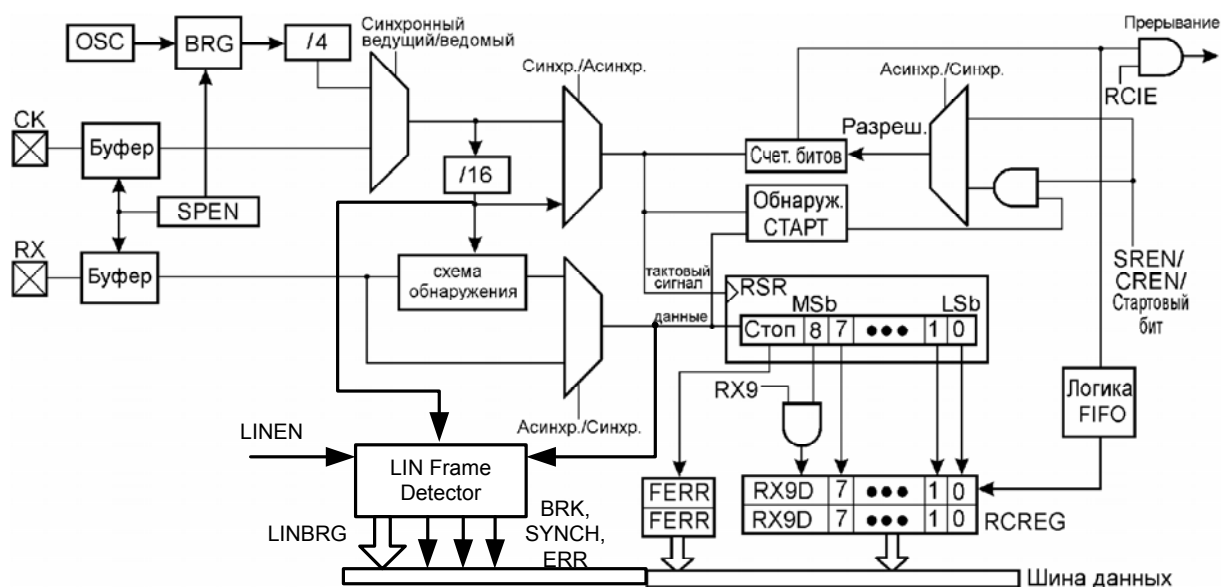 OSC
BRG
/4
Синхронный
ведущий/ведомый
Прерывание
RCIE
Синхр./Асинхр.
Асинхр./Синхр.
CK
Буфер
/16
Разреш.
Счет. битов
SPEN
Обнаруж.
СТАРТ
RX
Буфер
схема
обнаружения
тактовый
сигнал
RSR
MSb
LSb
данные
Стоп 8 7 ●●● 1 0
SREN/
CREN/
Стартовый
бит
RX9
Логика
FIFO
Асинхр./Синхр.
LINEN
LIN Frame
Detector
LINBRG
BRK,
SYNCH,
ERR
FERR
FERR
RX9D 7 ●●● 1 0
RX9D 7 ●●● 1 0
RCREG
Шина данных